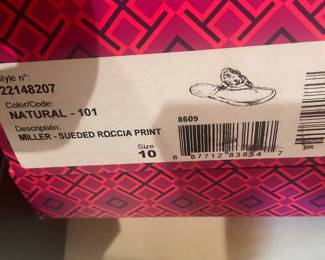 Style n°:
22148207
Color/Code:
NATURAL - 101
Description:
MILLER - SUEDED ROCCIA PRINT
Size
10
8609
8 87712 83854 7